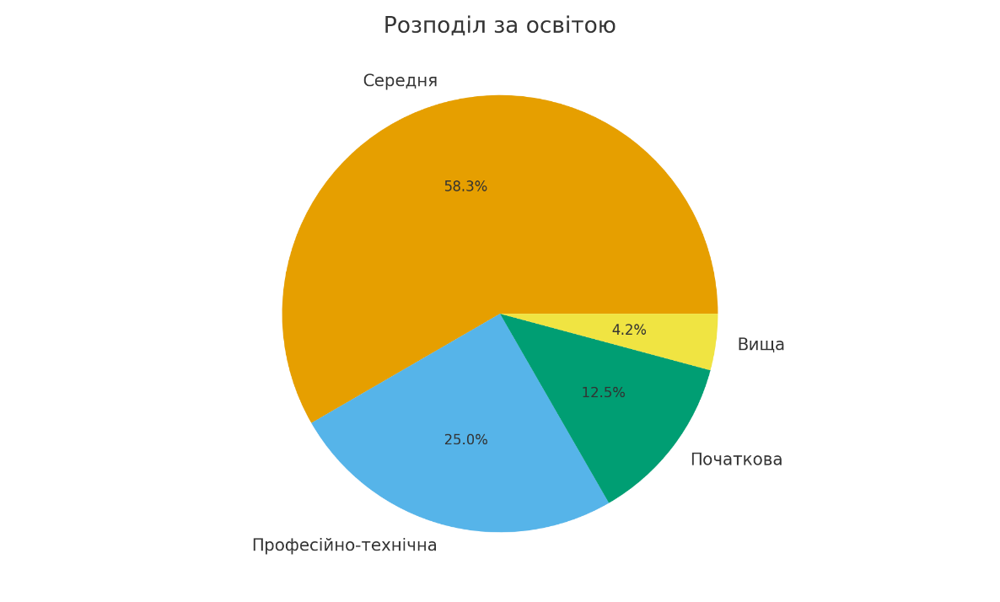 Розподіл за освітою
Середня
58.3%
4.2%
Вища
12.5%
25.0%
Початкова
Професійно-технічна